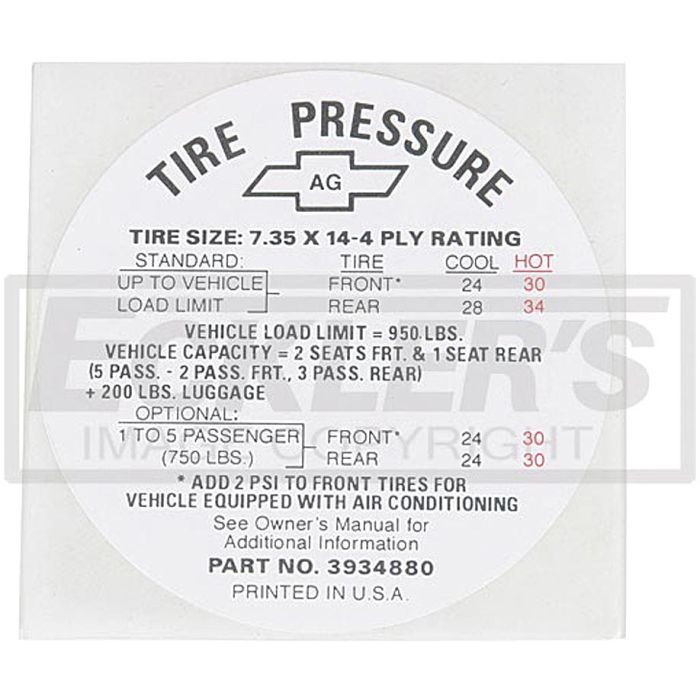 TIRE PRESSURE
AG
TIRE SIZE: 7.35 X 14-4 PLY RATING
STANDARD: TIRE COOL HOT
UP TO VEHICLE FRONT* 24 30
LOAD LIMIT REAR 28 34
VEHICLE LOAD LIMIT = 950 LBS.
VEHICLE CAPACITY = 2 SEATS FRT. & 1 SEAT REAR
(5 PASS. - 2 PASS. FRT., 3 PASS. REAR)
+ 200 LBS. LUGGAGE
OPTIONAL:
1 TO 5 PASSENGER FRONT* 24 30
(750 LBS.) REAR 24 30
* ADD 2 PSI TO FRONT TIRES FOR
VEHICLE EQUIPPED WITH AIR CONDITIONING
See Owner's Manual for
Additional Information
PART NO. 3934880
PRINTED IN U.S.A.
ECKLER'S
IMAGE COPYRIGHT